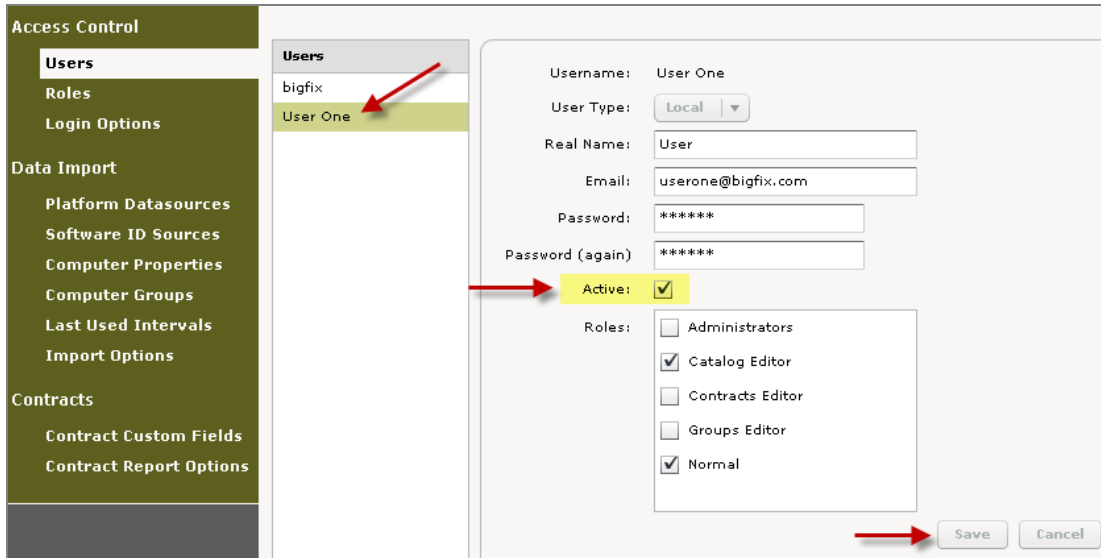 Access Control
Users
Roles
Login Options
Data Import
Platform Datasources
Software ID Sources
Computer Properties
Computer Groups
Last Used Intervals
Import Options
Contracts
Contract Custom Fields
Contract Report Options
Users
bigfix
User One
Username: User One
User Type: Local
Real Name: User
Email: userone@bigfix.com
Password: ******
Password (again) ******
Active:
Roles: Administrators
Catalog Editor
Contracts Editor
Groups Editor
Normal
Save Cancel